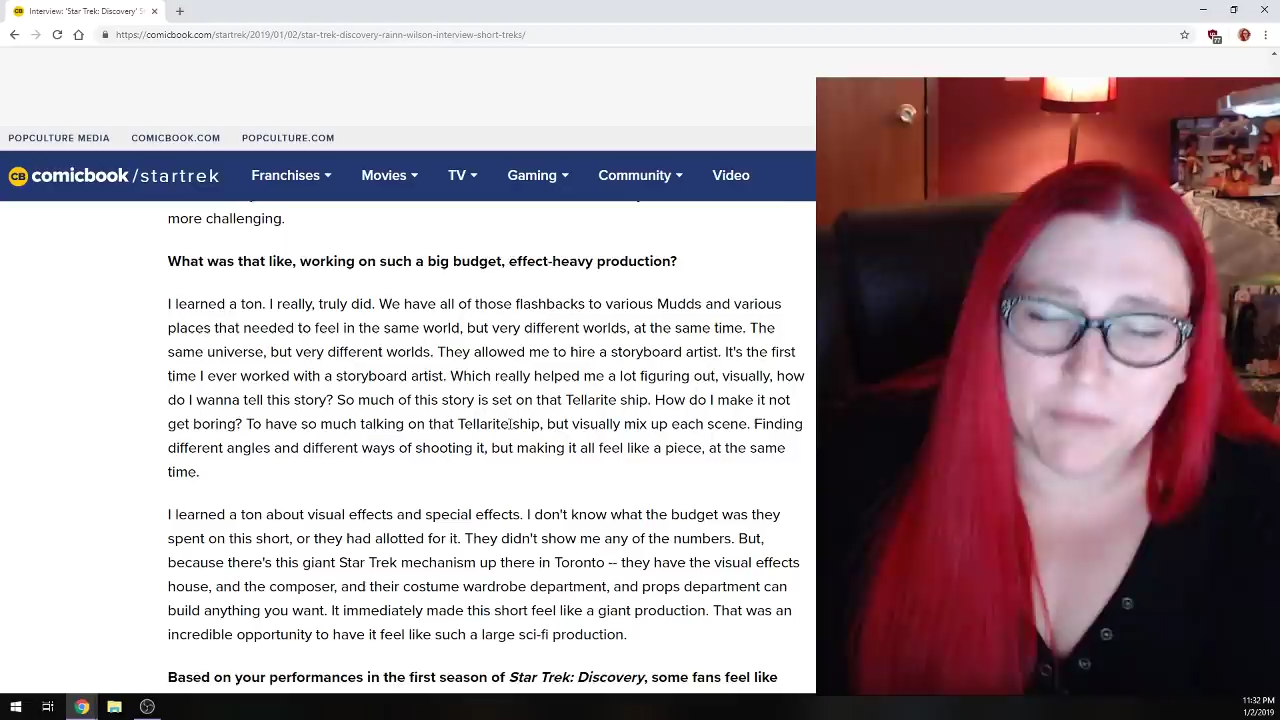 Interview: 'Star Trek: Discovery' S
https://comicbook.com/startrek/2019/01/02/star-trek-discovery-rainn-wilson-interview-short-treks/
77
POPCULTURE MEDIA COMICBOOK.COM POPCULTURE.COM
CB comicbook/startrek Franchises Movies TV Gaming Community Video
more challenging.
What was that like, working on such a big budget, effect-heavy production?
I learned a ton. I really, truly did. We have all of those flashbacks to various Mudds and various
places that needed to feel in the same world, but very different worlds, at the same time. The
same universe, but very different worlds. They allowed me to hire a storyboard artist. It's the first
time I ever worked with a storyboard artist. Which really helped me a lot figuring out, visually, how
do I wanna tell this story? So much of this story is set on that Tellarite ship. How do I make it not
get boring? To have so much talking on that Tellarite ship, but visually mix up each scene. Finding
different angles and different ways of shooting it, but making it all feel like a piece, at the same
time.
I learned a ton about visual effects and special effects. I don't know what the budget was they
spent on this short, or they had allotted for it. They didn't show me any of the numbers. But,
because there's this giant Star Trek mechanism up there in Toronto -- they have the visual effects
house, and the composer, and their costume wardrobe department, and props department can
build anything you want. It immediately made this short feel like a giant production. That was an
incredible opportunity to have it feel like such a large sci-fi production.
Based on your performances in the first season of Star Trek: Discovery, some fans feel like
11:32 PM
1/2/2019